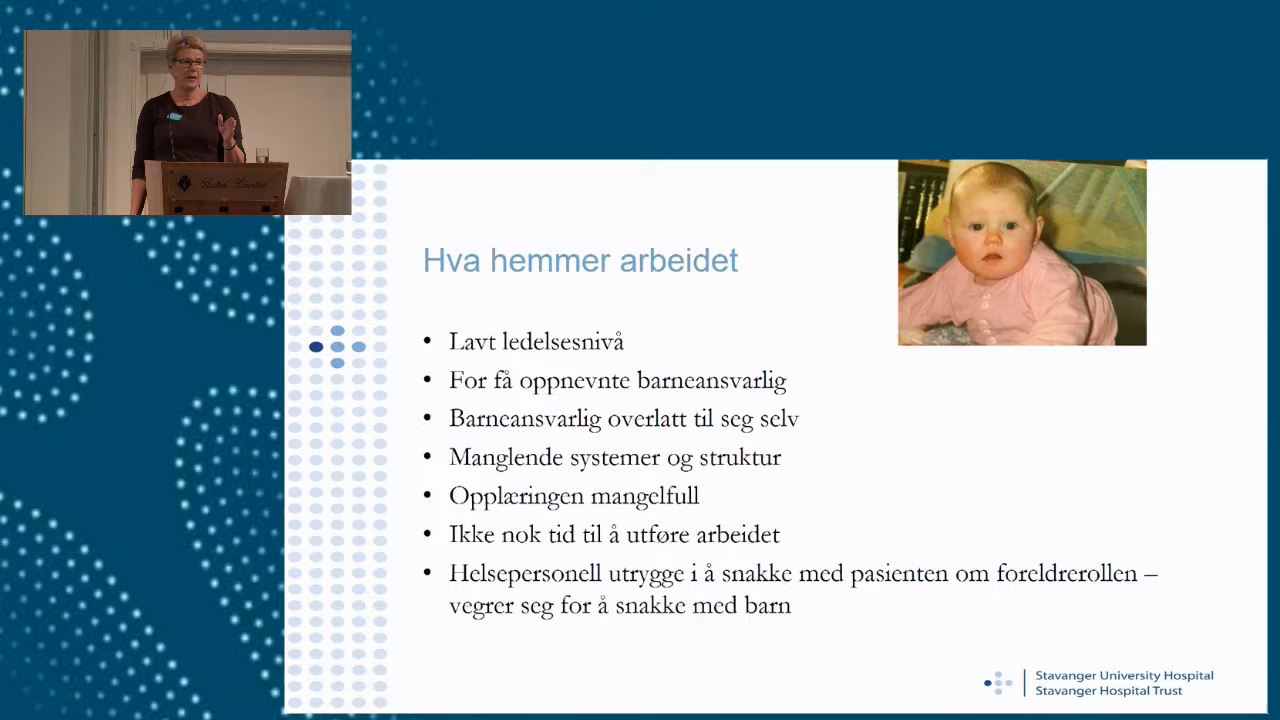 Hva hemmer arbeidet
• Lavt ledelsesnivå
• For få oppnevnte barneansvarlig
• Barneansvarlig overlatt til seg selv
• Manglende systemer og struktur
• Opplæringen mangelfull
• Ikke nok tid til å utføre arbeidet
• Helsepersonell utrygge i å snakke med pasienten om foreldrerollen –
vegrer seg for å snakke med barn
Stavanger University Hospital
Stavanger Hospital Trust